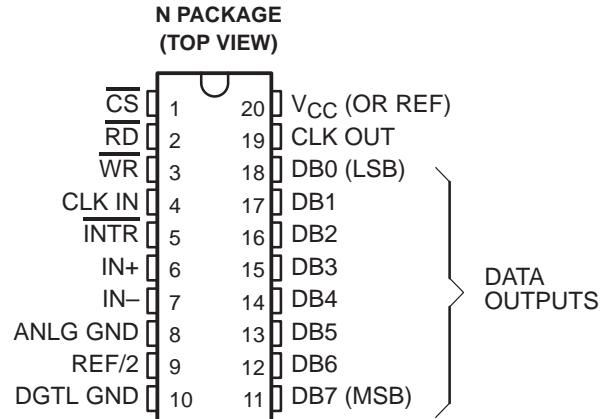 N PACKAGE
(TOP VIEW)
CS 1 20 VCC (OR REF)
RD 2 19 CLK OUT
WR 3 18 DB0 (LSB)
CLK IN 4 17 DB1
INTR 5 16 DB2
IN+ 6 15 DB3
IN– 7 14 DB4
ANLG GND 8 13 DB5
REF/2 9 12 DB6
DGTL GND 10 11 DB7 (MSB)
DATA
OUTPUTS